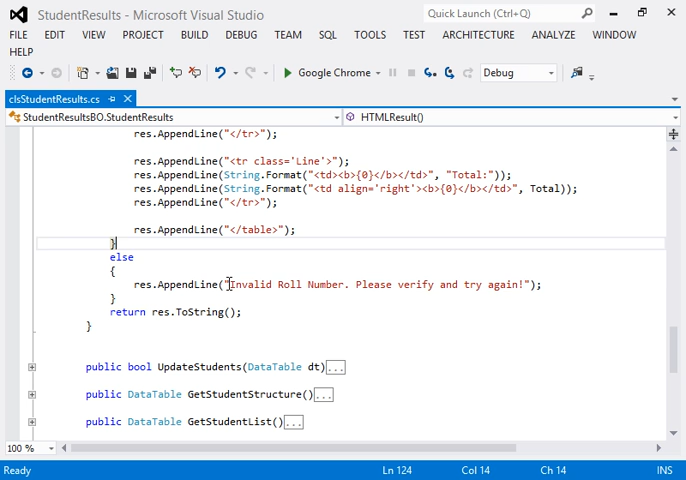 StudentResults - Microsoft Visual Studio
Quick Launch (Ctrl+Q)
FILE EDIT VIEW PROJECT BUILD DEBUG TEAM SQL TOOLS TEST ARCHITECTURE ANALYZE WINDOW
HELP
Google Chrome Debug
clsStudentResults.cs
StudentResultsBO.StudentResults HTMLResult()
res.AppendLine("</tr>");
res.AppendLine("<tr class='Line'>");
res.AppendLine(String.Format("<td><b>{0}</b></td>", "Total:"));
res.AppendLine(String.Format("<td align='right'><b>{0}</b></td>", Total));
res.AppendLine("</tr>");
res.AppendLine("</table>");
}
else
{
res.AppendLine("Invalid Roll Number. Please verify and try again!");
}
return res.ToString();
}
public bool UpdateStudents(DataTable dt)...
public DataTable GetStudentStructure()...
public DataTable GetStudentList()...
100 %
Ready Ln 124 Col 14 Ch 14 INS